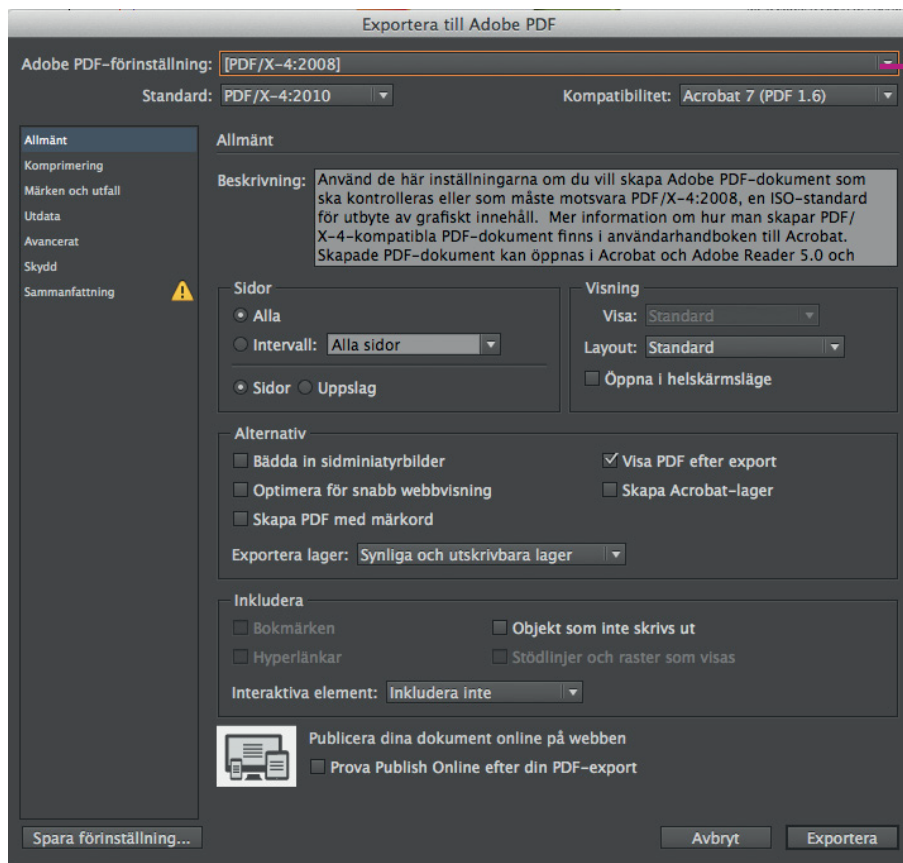 Exportera till Adobe PDF
Adobe PDF-förinställning: [PDF/X-4:2008]
Standard: PDF/X-4:2010 Kompatibilitet: Acrobat 7 (PDF 1.6)
Allmänt
Komprimering
Märken och utfall
Utdata
Avancerat
Skydd
Sammanfattning
Allmänt
Beskrivning: Använd de här inställningarna om du vill skapa Adobe PDF-dokument som
ska kontrolleras eller som måste motsvara PDF/X-4:2008, en ISO-standard
för utbyte av grafiskt innehåll. Mer information om hur man skapar PDF/
X-4-kompatibla PDF-dokument finns i användarhandboken till Acrobat.
Skapade PDF-dokument kan öppnas i Acrobat och Adobe Reader 5.0 och
Sidor
Alla
Intervall: Alla sidor
Sidor Uppslag
Visning
Visa: Standard
Layout: Standard
Öppna i helskärmsläge
Alternativ
Bädda in sidminiatyrbilder Visa PDF efter export
Optimera för snabb webbvisning Skapa Acrobat-lager
Skapa PDF med märkord
Exportera lager: Synliga och utskrivbara lager
Inkludera
Bokmärken Objekt som inte skrivs ut
Hyperlänkar Stödlinjer och raster som visas
Interaktiva element: Inkludera inte
Publicera dina dokument online på webben
Prova Publish Online efter din PDF-export
Spara förinställning... Avbryt Exportera